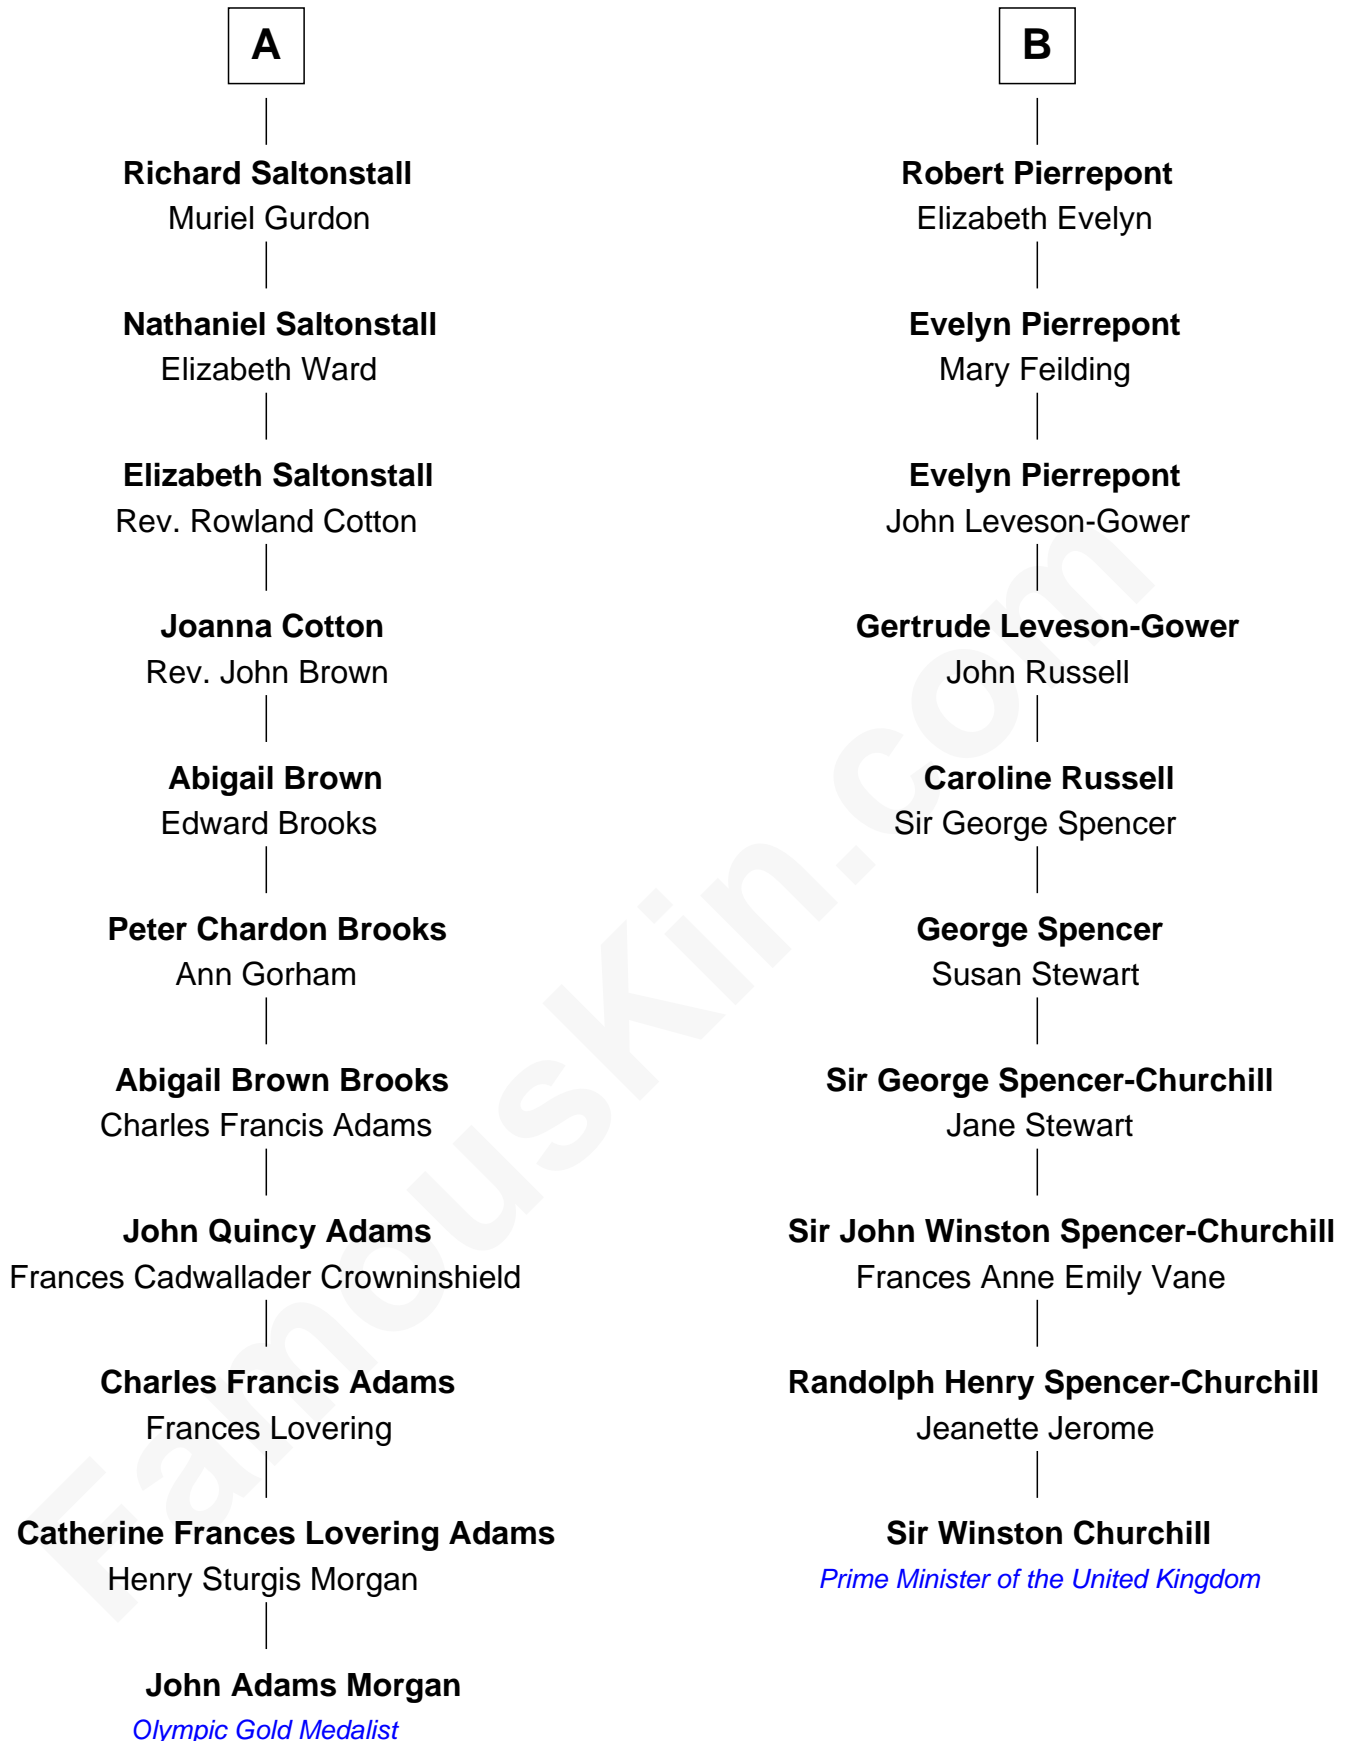 A
Richard Saltonstall
Muriel Gurdon
Nathaniel Saltonstall
Elizabeth Ward
Elizabeth Saltonstall
Rev. Rowland Cotton
Joanna Cotton
Rev. John Brown
Abigail Brown
Edward Brooks
Peter Chardon Brooks
Ann Gorham
Abigail Brown Brooks
Charles Francis Adams
John Quincy Adams
Frances Cadwallader Crowninshield
Charles Francis Adams
Frances Lovering
Catherine Frances Lovering Adams
Henry Sturgis Morgan
John Adams Morgan
Olympic Gold Medalist
B
Robert Pierrepont
Elizabeth Evelyn
Evelyn Pierrepont
Mary Feilding
Evelyn Pierrepont
John Leveson-Gower
Gertrude Leveson-Gower
John Russell
Caroline Russell
Sir George Spencer
George Spencer
Susan Stewart
Sir George Spencer-Churchill
Jane Stewart
Sir John Winston Spencer-Churchill
Frances Anne Emily Vane
Randolph Henry Spencer-Churchill
Jeanette Jerome
Sir Winston Churchill
Prime Minister of the United Kingdom
FamousKin.com